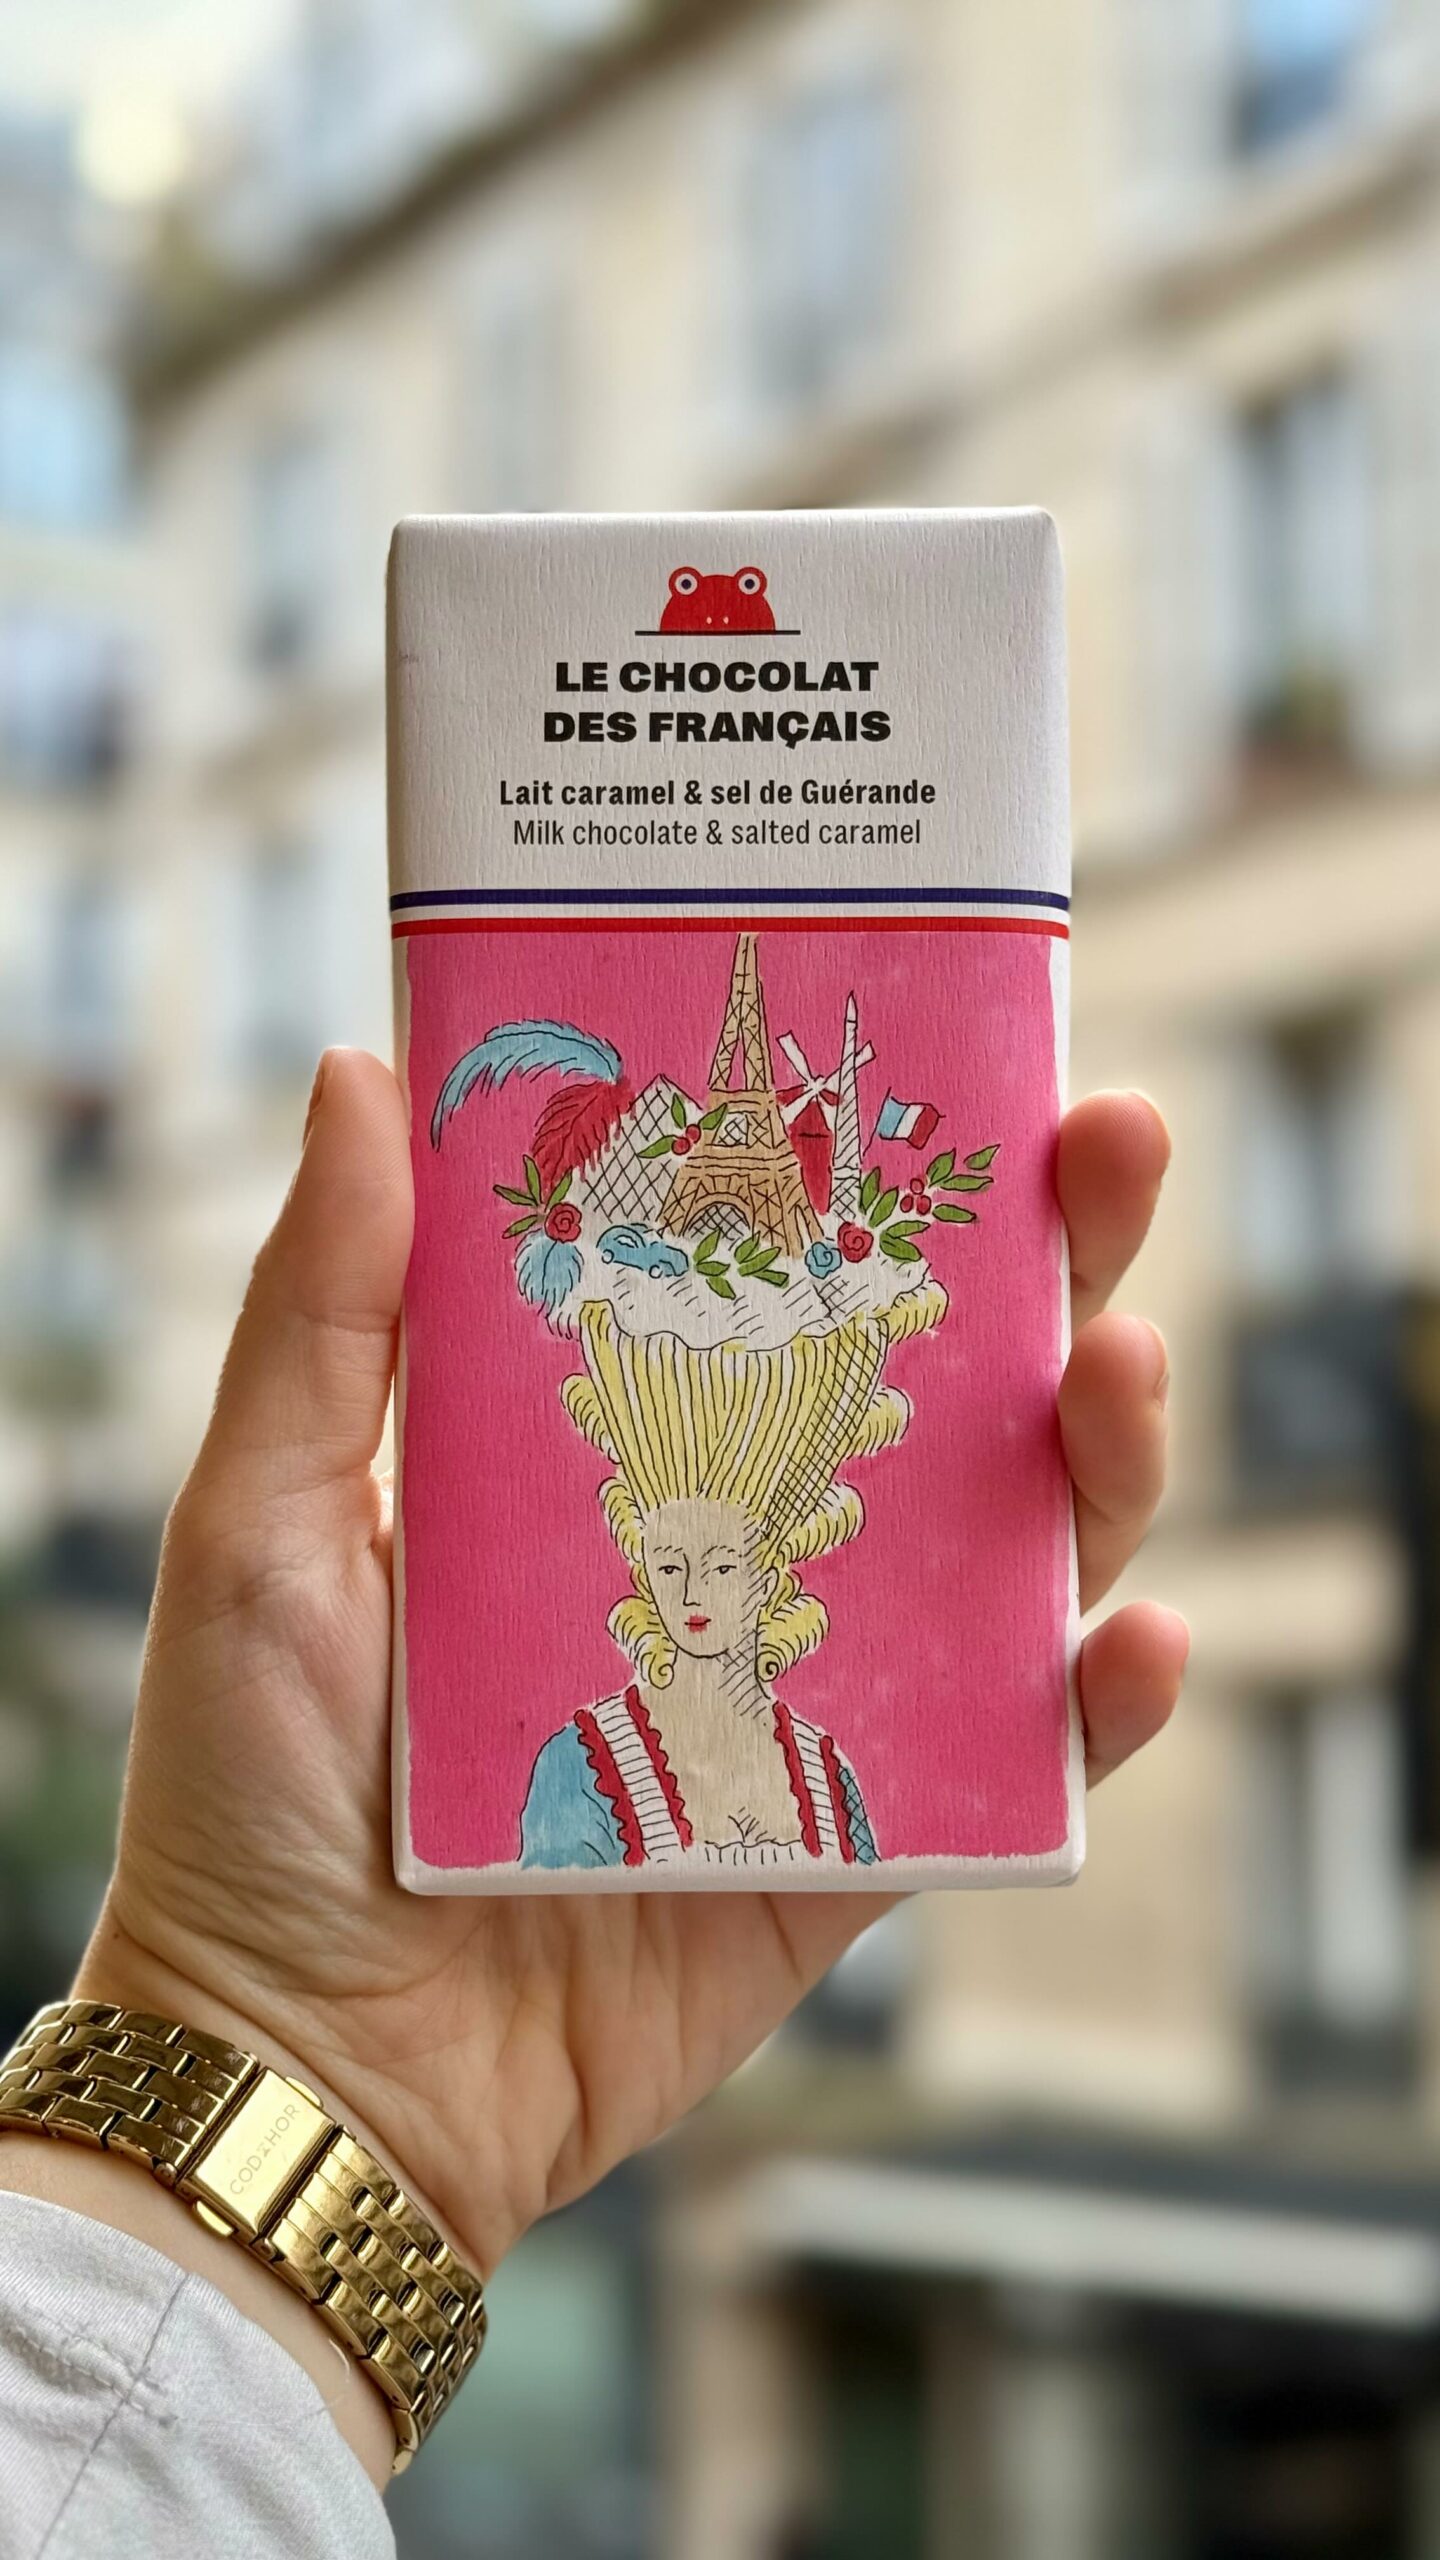 LE CHOCOLAT
DES FRANÇAIS
Lait caramel & sel de Guérande
Milk chocolate & salted caramel
CODHOR